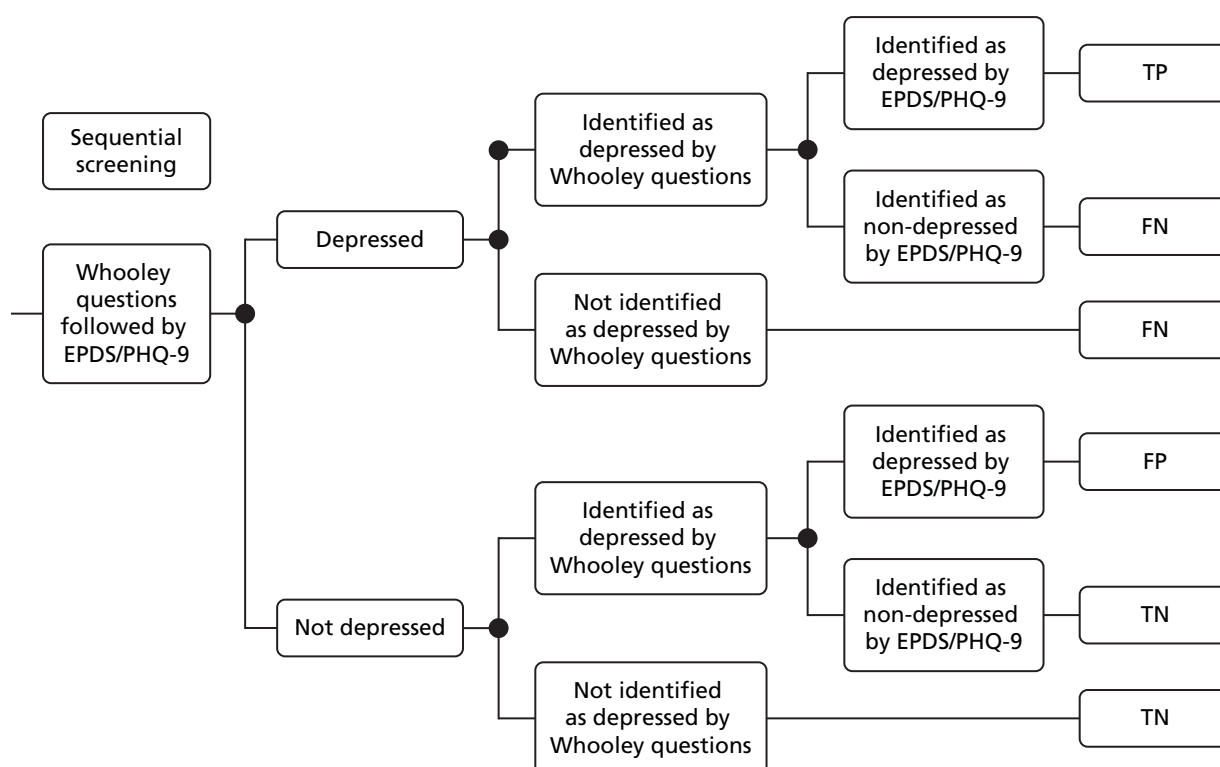 Sequential
screening
Whooley
questions
followed by
EPDS/PHQ-9
Depressed
Identified as
depressed by
Whooley questions
Identified as
depressed by
EPDS/PHQ-9
TP
Identified as
non-depressed
by EPDS/PHQ-9
FN
Not identified
as depressed by
Whooley questions
FN
Not depressed
Identified as
depressed by
Whooley questions
Identified as
depressed by
EPDS/PHQ-9
FP
Identified as
non-depressed
by EPDS/PHQ-9
TN
Not identified
as depressed by
Whooley questions
TN